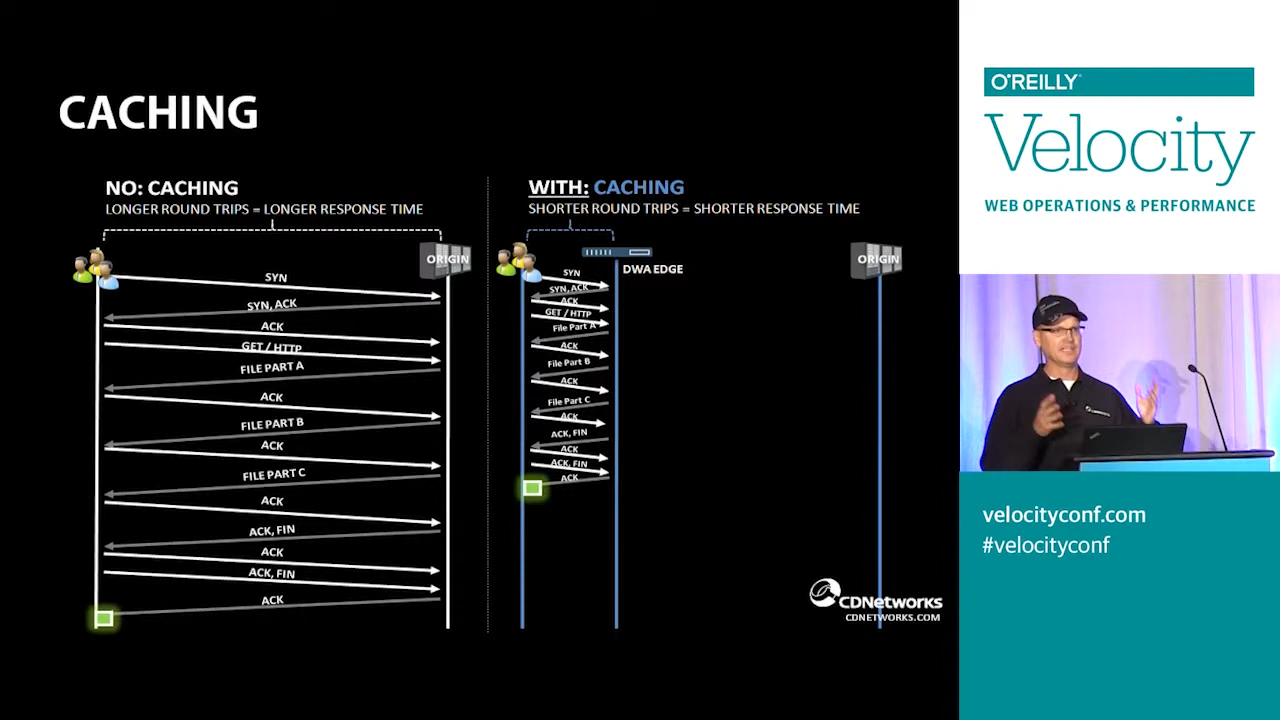 CACHING
NO: CACHING
LONGER ROUND TRIPS = LONGER RESPONSE TIME
ORIGIN
SYN
SYN, ACK
ACK
GET / HTTP
FILE PART A
ACK
FILE PART B
ACK
FILE PART C
ACK
ACK, FIN
ACK
ACK, FIN
ACK
WITH: CACHING
SHORTER ROUND TRIPS = SHORTER RESPONSE TIME
DWA EDGE
ORIGIN
SYN
SYN, ACK
ACK
GET / HTTP
File Part A
ACK
File Part B
ACK
File Part C
ACK
ACK, FIN
ACK
ACK, FIN
ACK
CDNetworks
CDNETWORKS.COM
O'REILLY
Velocity
WEB OPERATIONS & PERFORMANCE
velocityconf.com
#velocityconf